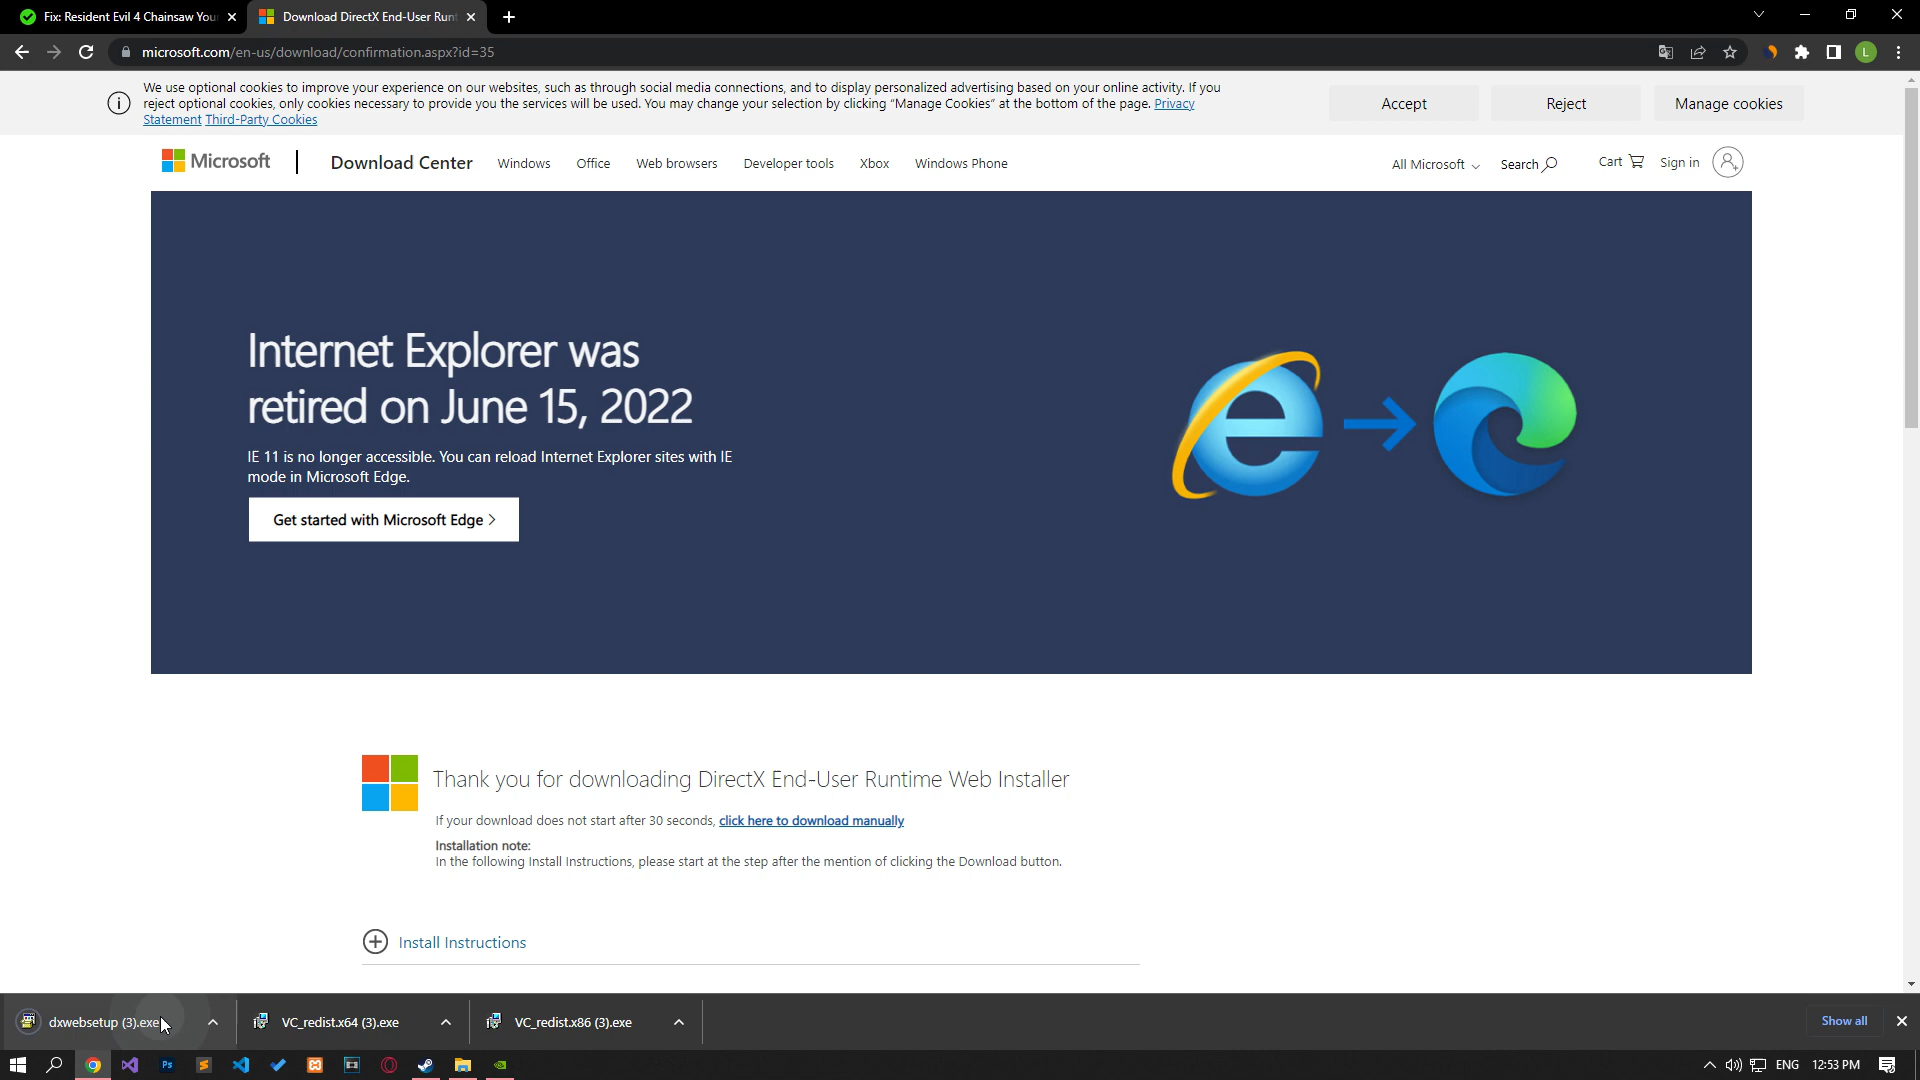 Fix: Resident Evil 4 Chainsaw You
Download DirectX End-User Runt
microsoft.com/en-us/download/confirmation.aspx?id=35
L
We use optional cookies to improve your experience on our websites, such as through social media connections, and to display personalized advertising based on your online activity. If you
reject optional cookies, only cookies necessary to provide you the services will be used. You may change your selection by clicking “Manage Cookies” at the bottom of the page. Privacy
Statement Third-Party Cookies
Accept
Reject
Manage cookies
Microsoft
Download Center
Windows
Office
Web browsers
Developer tools
Xbox
Windows Phone
All Microsoft
Search
Cart
Sign in
Internet Explorer was
retired on June 15, 2022
IE 11 is no longer accessible. You can reload Internet Explorer sites with IE
mode in Microsoft Edge.
Get started with Microsoft Edge >
Thank you for downloading DirectX End-User Runtime Web Installer
If your download does not start after 30 seconds, click here to download manually
Installation note:
In the following Install Instructions, please start at the step after the mention of clicking the Download button.
Install Instructions
dxwebsetup (3).exe
VC_redist.x64 (3).exe
VC_redist.x86 (3).exe
Show all
Ps
ENG
12:53 PM